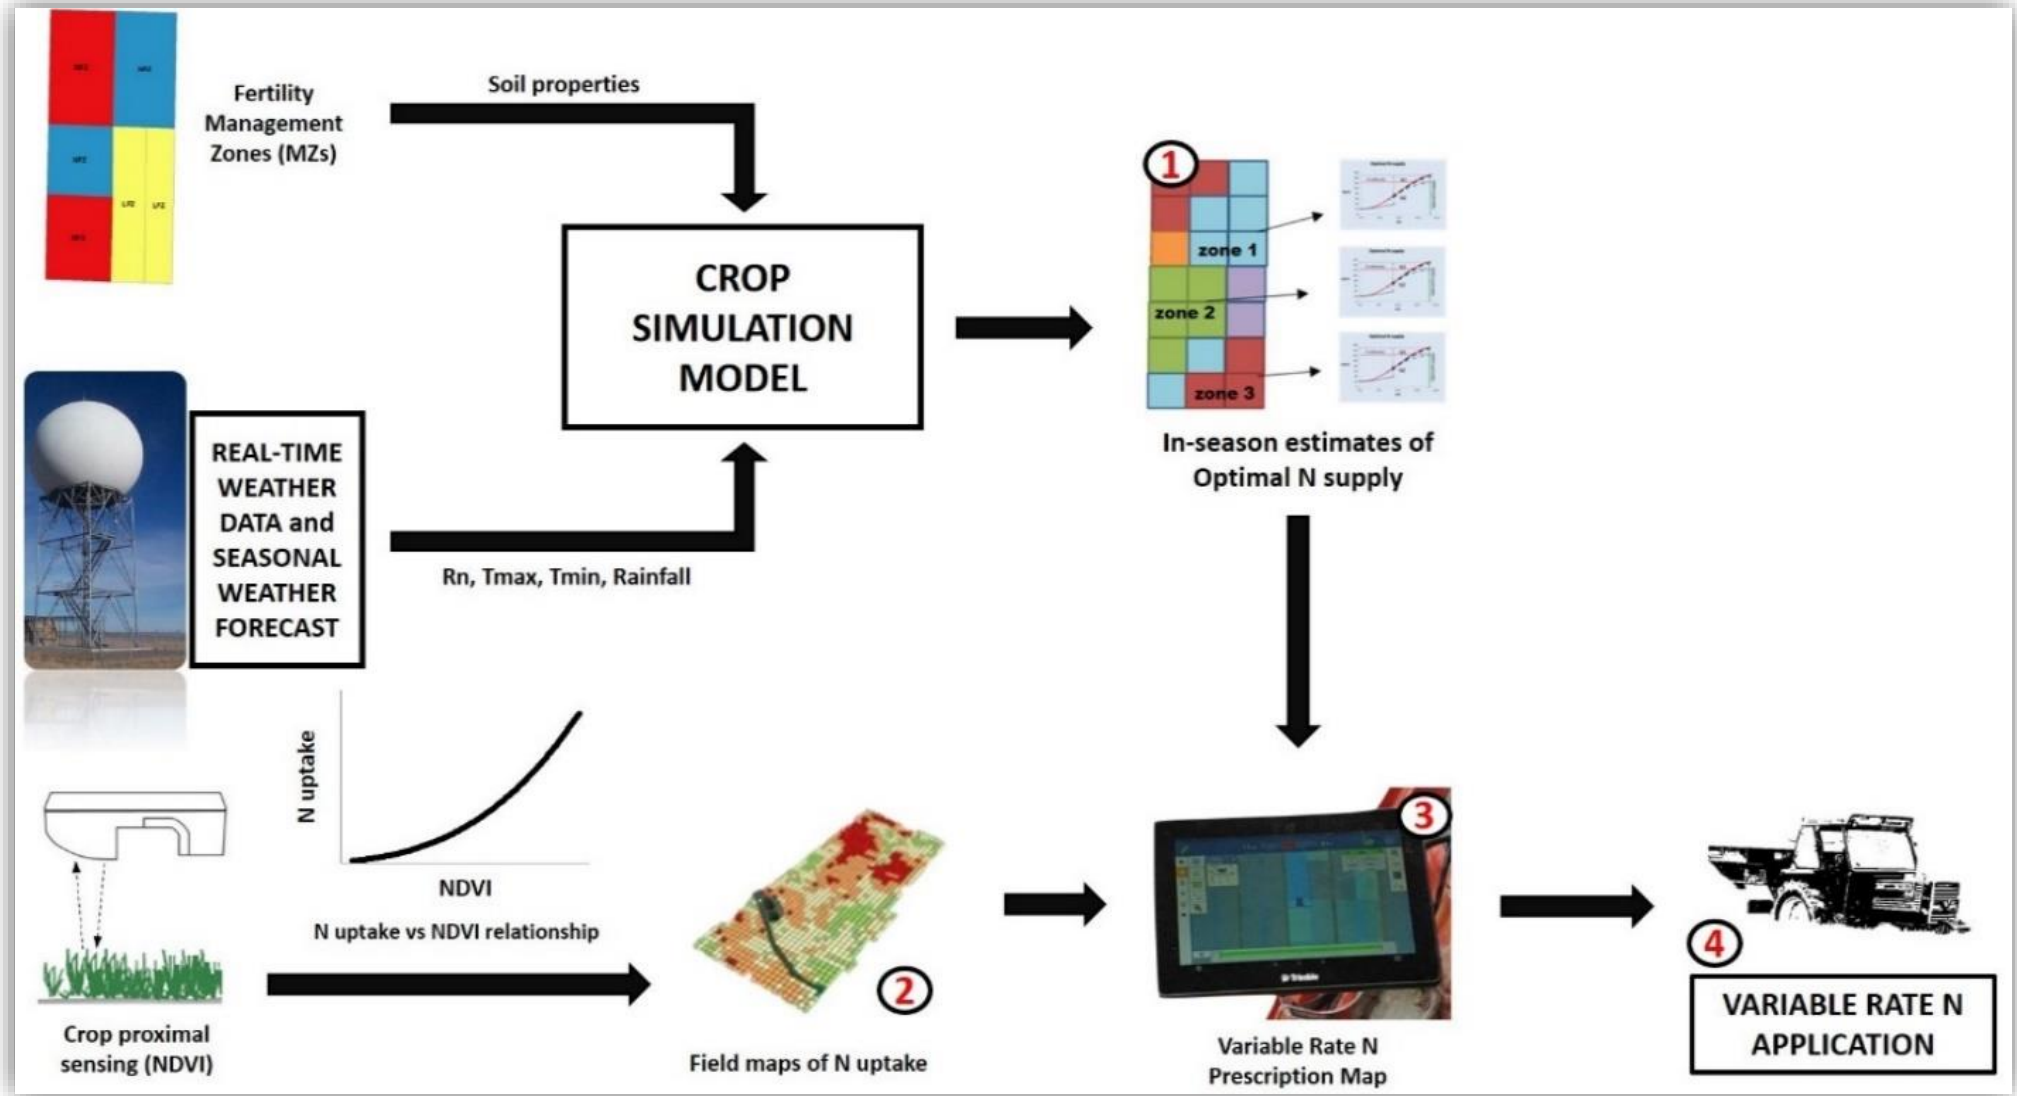 Fertility
Management
Zones (MZs)
Soil properties
CROP
SIMULATION
MODEL
REAL-TIME
WEATHER
DATA and
SEASONAL
WEATHER
FORECAST
Rn, Tmax, Tmin, Rainfall
1
zone 1
zone 2
zone 3
In-season estimates of
Optimal N supply
N uptake
NDVI
N uptake vs NDVI relationship
Crop proximal
sensing (NDVI)
2
Field maps of N uptake
3
Trimble
Variable Rate N
Prescription Map
4
VARIABLE RATE N
APPLICATION